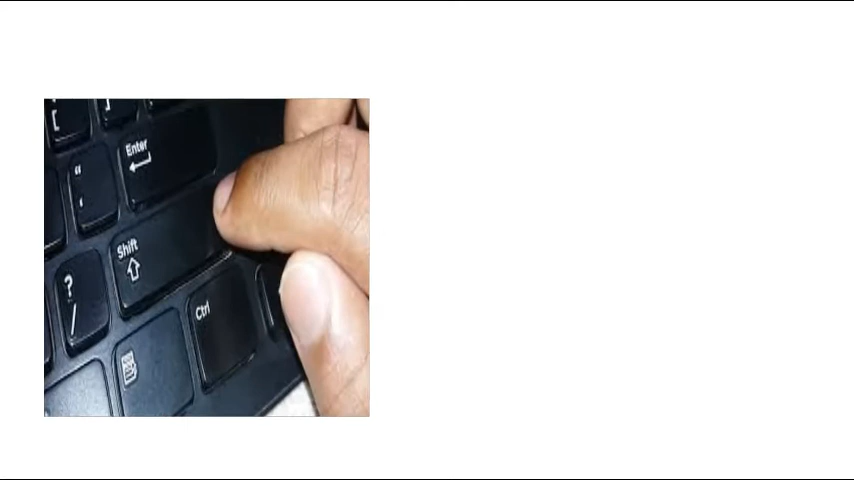 [ ]
Enter
" '
Shift
? /
Ctrl